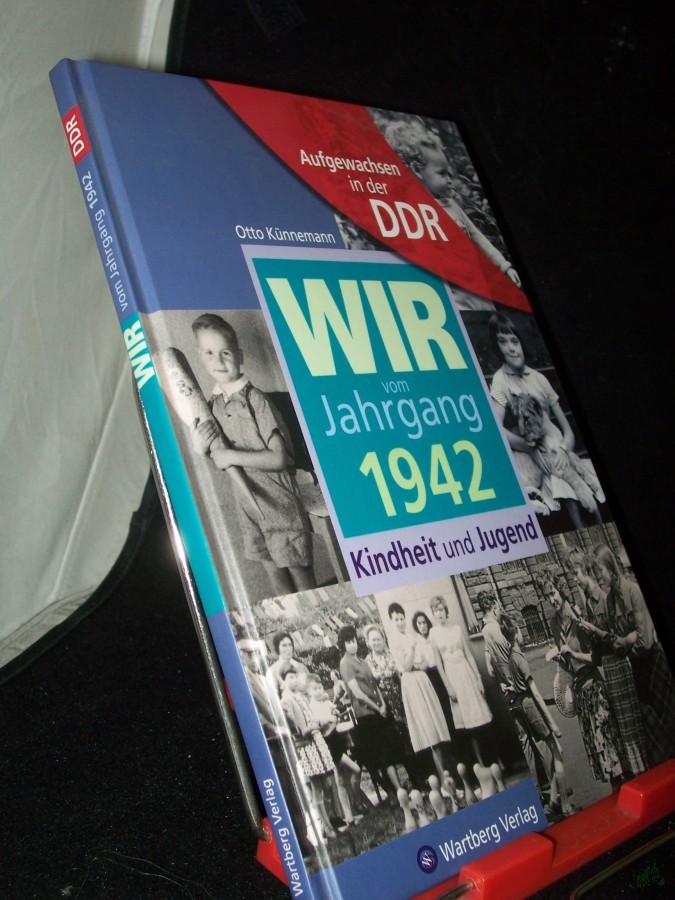 Aufgewachsen
in der
DDR
Otto Künnemann
WIR
vom
Jahrgang
1942
Kindheit und Jugend
Wartberg Verlag
DDR
WIR vom Jahrgang 1942
Wartberg Verlag